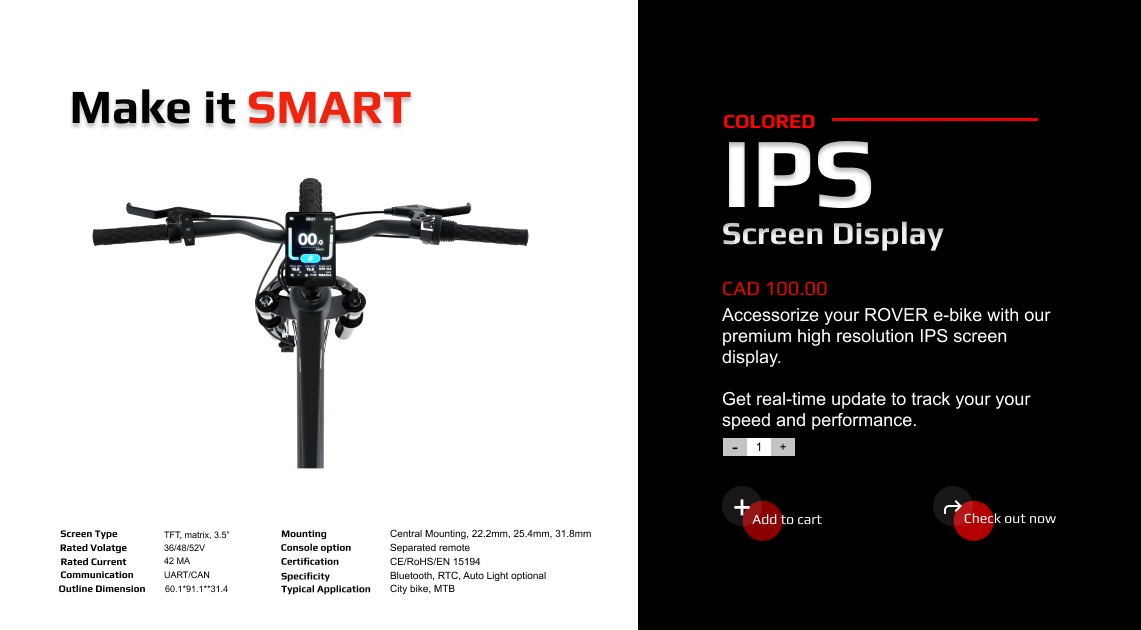 Make it SMART
00.0
COLORED
IPS
Screen Display
CAD 100.00
Accessorize your ROVER e-bike with our
premium high resolution IPS screen
display.
Get real-time update to track your your
speed and performance.
- 1 +
Add to cart
Check out now
Screen Type TFT, matrix, 3.5"
Rated Volatge 36/48/52V
Rated Current 42 MA
Communication UART/CAN
Outline Dimension 60.1*91.1**31.4
Mounting Central Mounting, 22.2mm, 25.4mm, 31.8mm
Console option Separated remote
Certification CE/RoHS/EN 15194
Specificity Bluetooth, RTC, Auto Light optional
Typical Application City bike, MTB